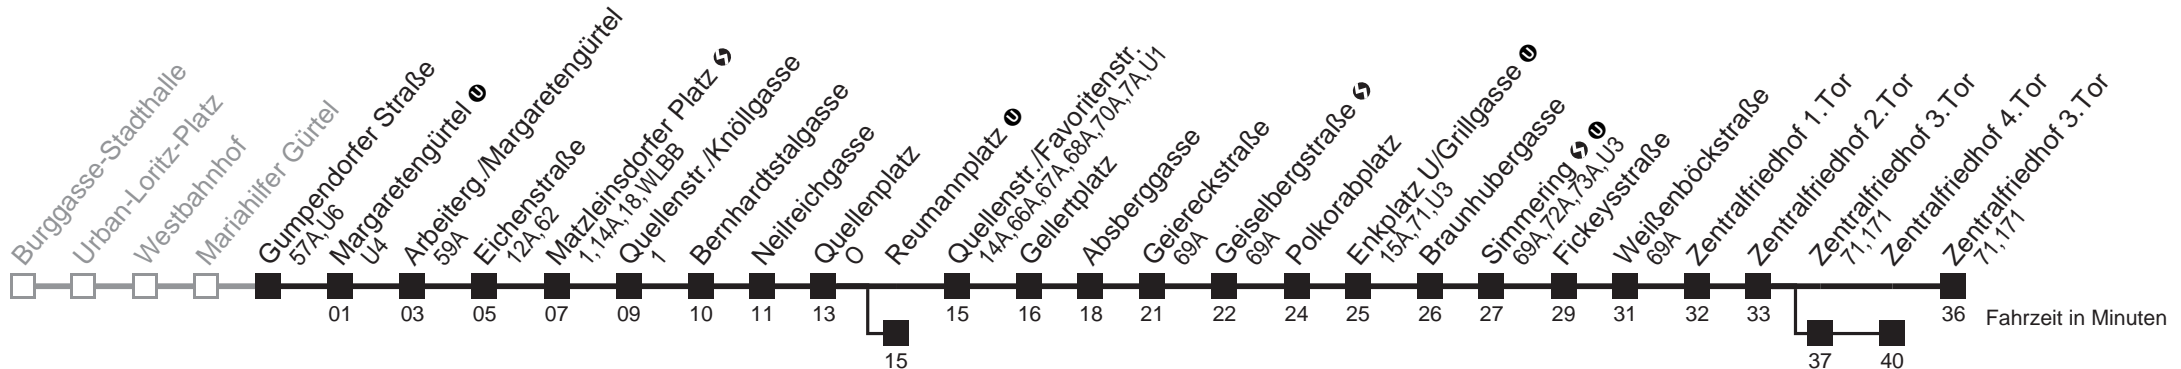 Burggasse-Stadthalle
Urban-Loritz-Platz
Westbahnhof
Mariahilfer Gürtel
Gumpendorfer Straße
57A,U6
Margaretengürtel U
U4
Arbeiterg./Margaretengürtel
59A
Eichenstraße
12A,62
Matzleinsdorfer Platz
1,14A,18,WLBB
Quellenstr./Knöllgasse
1
Bernhardtstalgasse
Neilreichgasse
Quellenplatz
O
Reumannplatz U
Quellenstr./Favoritenstr.
14A,66A,67A,68A,70A,7A,U1
Gellertplatz
Absberggasse
Geiereckstraße
69A
Geiselbergstraße
69A
Polkorabplatz
Enkplatz U/Grillgasse U
15A,71,U3
Braunhubergasse
Simmering U
69A,72A,73A,U3
Fickeysstraße
Weißenböckstraße
69A
Zentralfriedhof 1.Tor
Zentralfriedhof 2.Tor
Zentralfriedhof 3.Tor
71,171
Zentralfriedhof 4.Tor
Zentralfriedhof 3.Tor
71,171
01 03 05 07 09 10 11 13 15 16 18 21 22 24 25 26 27 29 31 32 33 36
Fahrzeit in Minuten
15 37 40